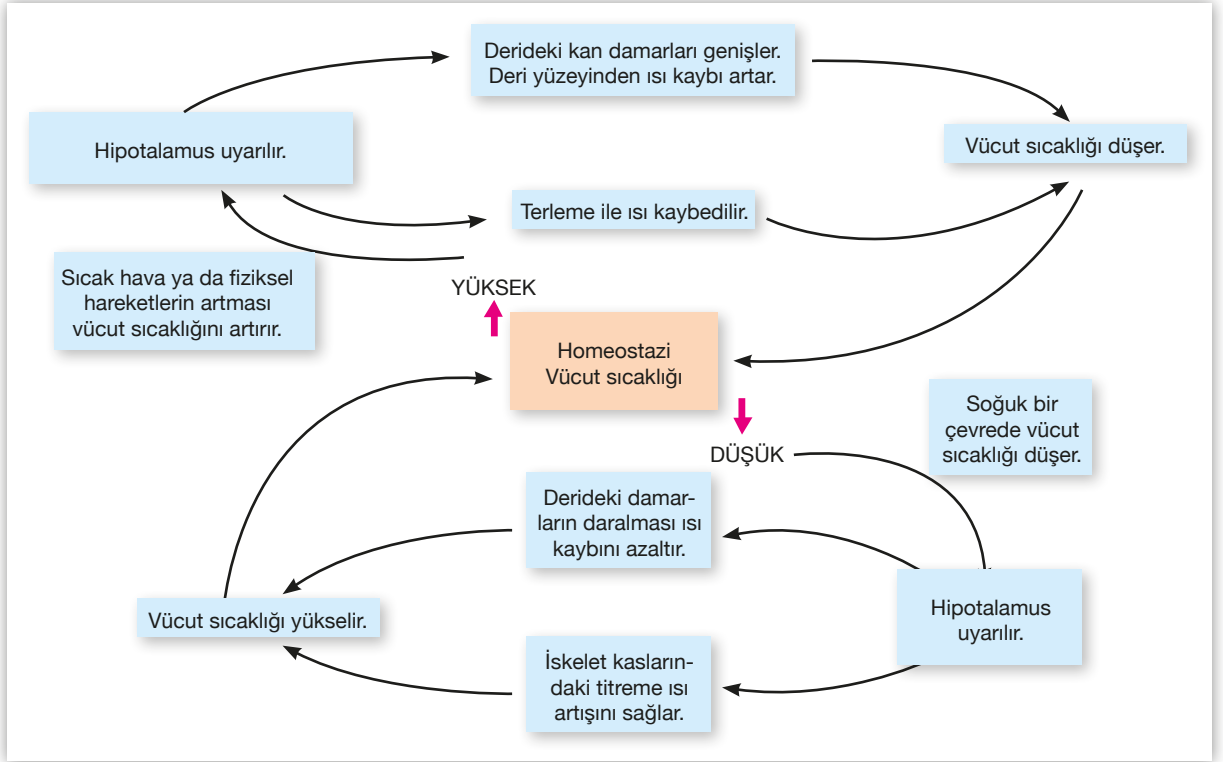 Derideki kan damarları genişler.
Deri yüzeyinden ısı kaybı artar.
Hipotalamus uyarılır.
Vücut sıcaklığı düşer.
Terleme ile ısı kaybedilir.
Sıcak hava ya da fiziksel
hareketlerin artması
vücut sıcaklığını artırır.
YÜKSEK
Homeostazi
Vücut sıcaklığı
DÜŞÜK
Soğuk bir
çevrede vücut
sıcaklığı düşer.
Derideki damar-
ların daralması ısı
kaybını azaltır.
Hipotalamus
uyarılır.
Vücut sıcaklığı yükselir.
İskelet kasların-
daki titreme ısı
artışını sağlar.